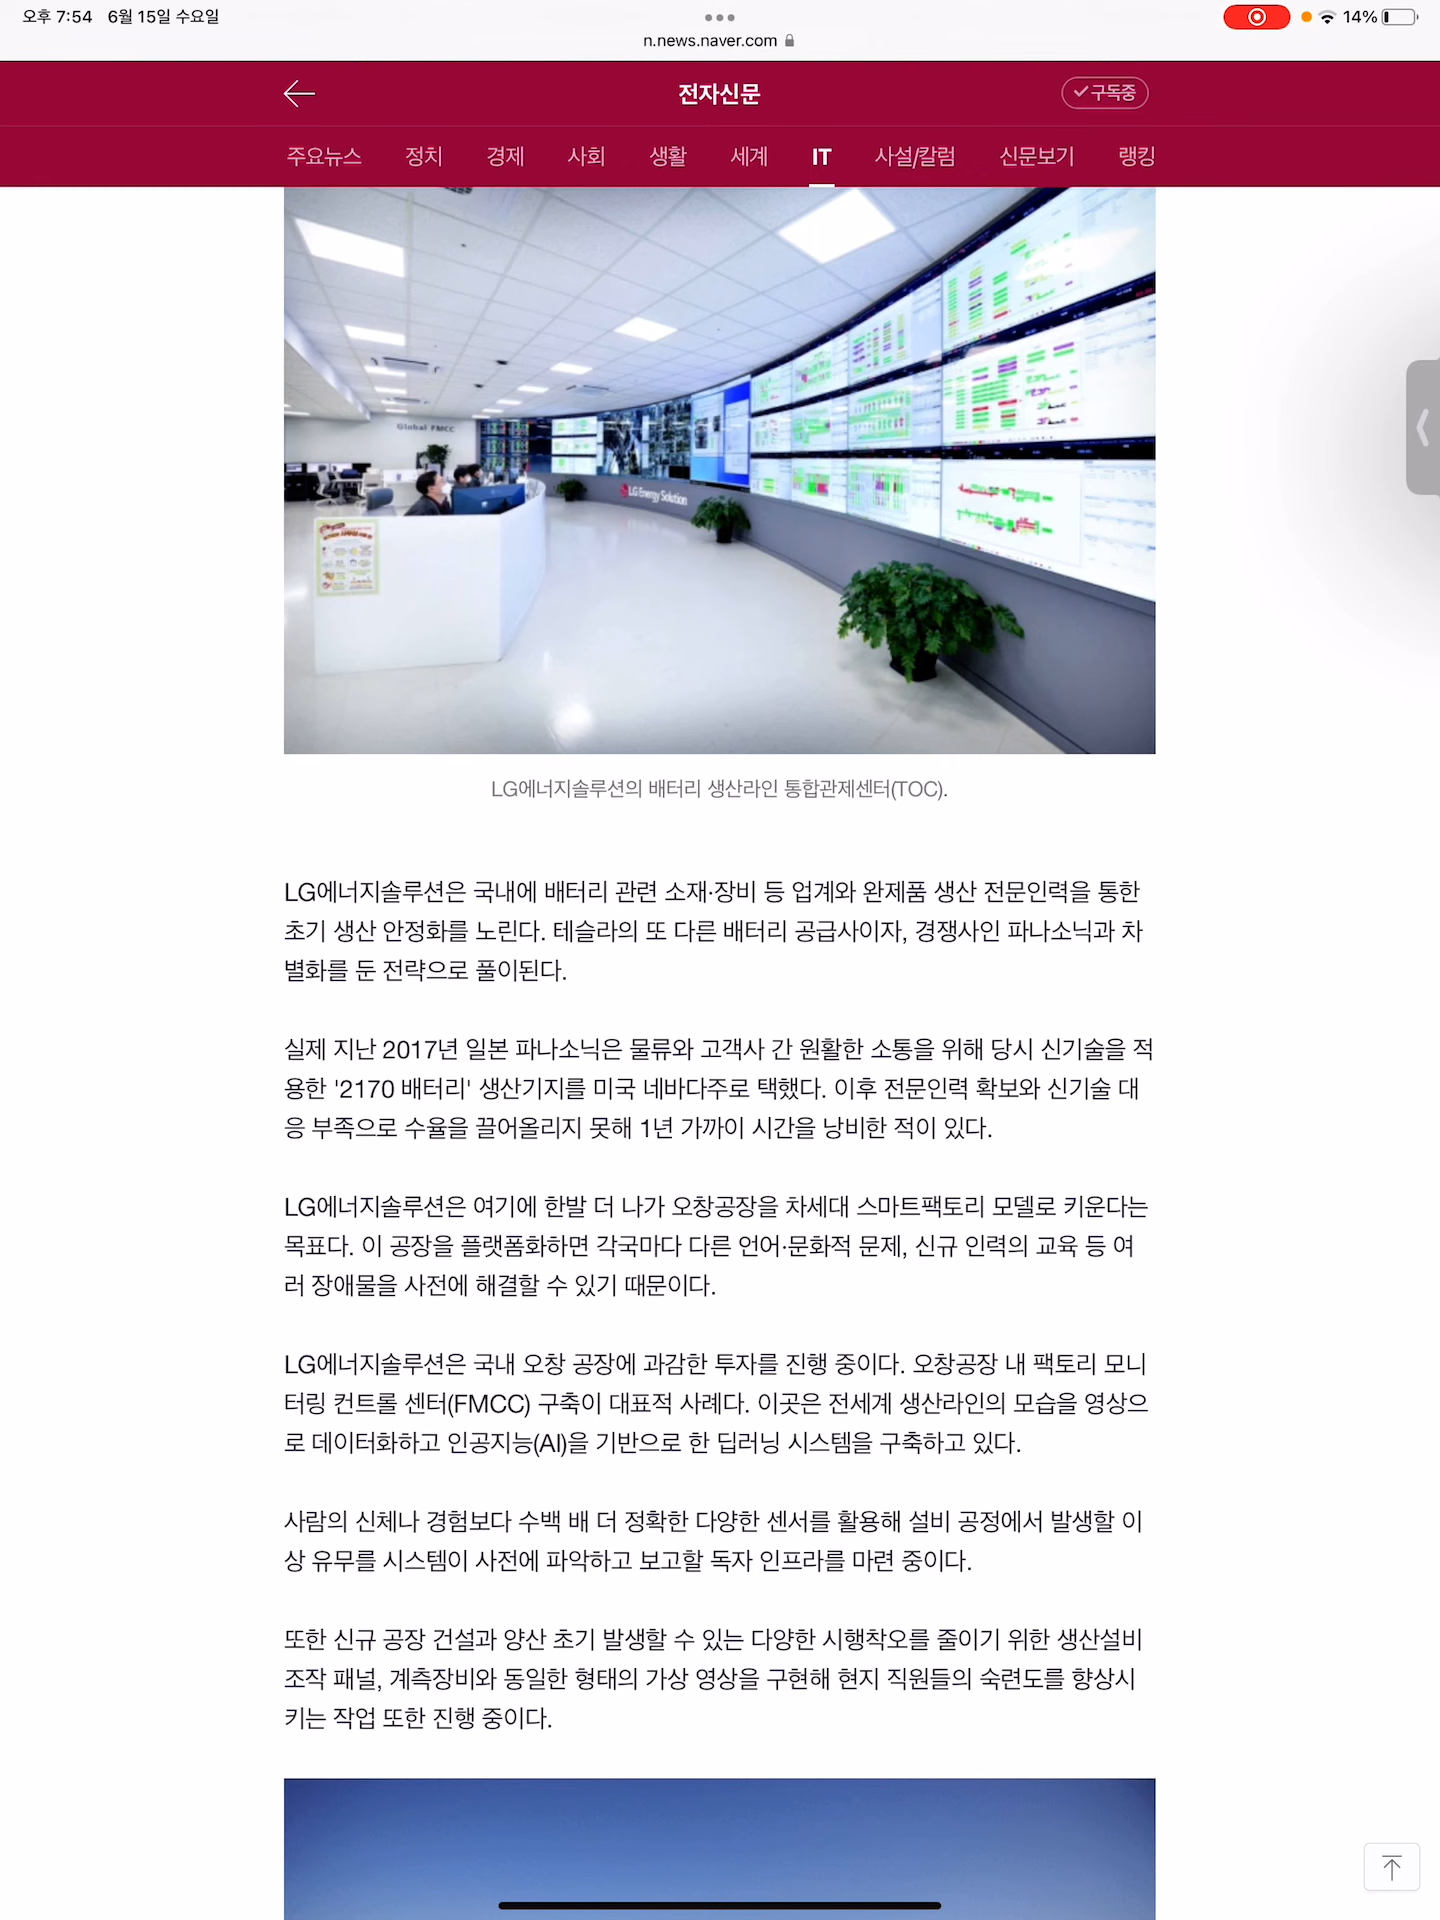 오후 7:54 6월 15일 수요일
14%
n.news.naver.com
전자신문
구독중
주요뉴스 정치 경제 사회 생활 세계 IT 사설/칼럼 신문보기 랭킹
Global FMCC
LG Energy Solution
LG에너지솔루션의 배터리 생산라인 통합관제센터(TOC).
LG에너지솔루션은 국내에 배터리 관련 소재·장비 등 업계와 완제품 생산 전문인력을 통한
초기 생산 안정화를 노린다. 테슬라의 또 다른 배터리 공급사이자, 경쟁사인 파나소닉과 차
별화를 둔 전략으로 풀이된다.
실제 지난 2017년 일본 파나소닉은 물류와 고객사 간 원활한 소통을 위해 당시 신기술을 적
용한 '2170 배터리' 생산기지를 미국 네바다주로 택했다. 이후 전문인력 확보와 신기술 대
응 부족으로 수율을 끌어올리지 못해 1년 가까이 시간을 낭비한 적이 있다.
LG에너지솔루션은 여기에 한발 더 나가 오창공장을 차세대 스마트팩토리 모델로 키운다는
목표다. 이 공장을 플랫폼화하면 각국마다 다른 언어·문화적 문제, 신규 인력의 교육 등 여
러 장애물을 사전에 해결할 수 있기 때문이다.
LG에너지솔루션은 국내 오창 공장에 과감한 투자를 진행 중이다. 오창공장 내 팩토리 모니
터링 컨트롤 센터(FMCC) 구축이 대표적 사례다. 이곳은 전세계 생산라인의 모습을 영상으
로 데이터화하고 인공지능(AI)을 기반으로 한 딥러닝 시스템을 구축하고 있다.
사람의 신체나 경험보다 수백 배 더 정확한 다양한 센서를 활용해 설비 공정에서 발생할 이
상 유무를 시스템이 사전에 파악하고 보고할 독자 인프라를 마련 중이다.
또한 신규 공장 건설과 양산 초기 발생할 수 있는 다양한 시행착오를 줄이기 위한 생산설비
조작 패널, 계측장비와 동일한 형태의 가상 영상을 구현해 현지 직원들의 숙련도를 향상시
키는 작업 또한 진행 중이다.